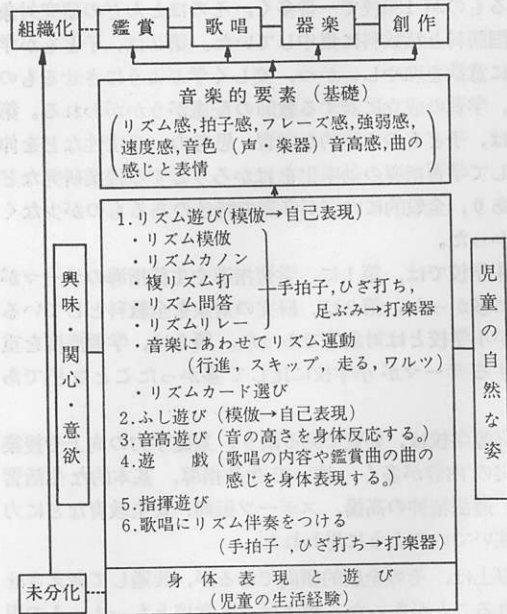 組織化
鑑賞
歌唱
器楽
創作
音楽的要素(基礎)
(リズム感,拍子感,フレーズ感,強弱感,
速度感,音色(声・楽器)音高感,曲の
感じと表情)
興味・関心・意欲
1.リズム遊び(模倣→自己表現)
・リズム模倣
・リズムカノン
・複リズム打
・リズム問答
・リズムリレー
手拍子,ひざ打ち,
足ぶみ→打楽器
・音楽にあわせてリズム運動
(行進,スキップ,走る,ワルツ)
・リズムカード選び
2.ふし遊び(模倣→自己表現)
3.音高遊び(音の高さを身体反応する。)
4.遊戯(歌唱の内容や鑑賞曲の曲の
感じを身体表現する。)
5.指揮遊び
6.歌唱にリズム伴奏をつける
(手拍子,ひざ打ち→打楽器)
児童の自然な姿
未分化
身体表現と遊び
(児童の生活経験)